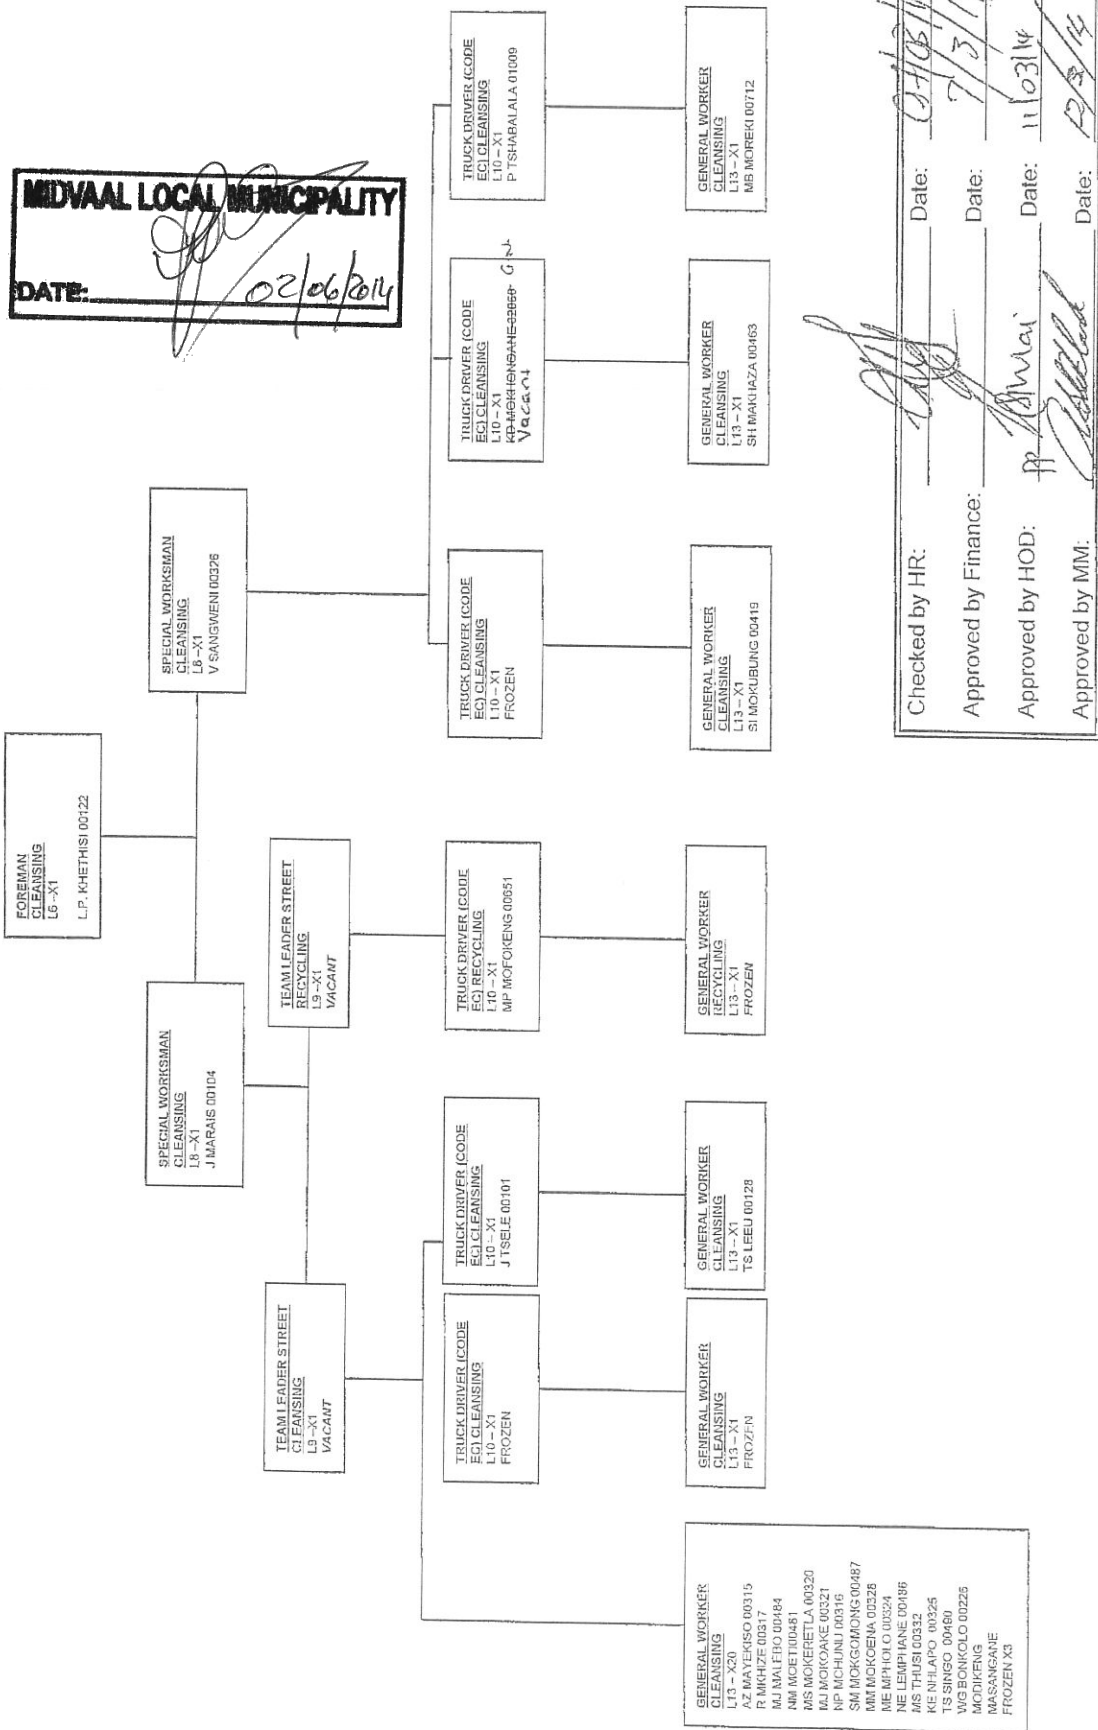 MIDVAAL LOCAL MUNICIPALITY
DATE: 02/06/2014
FOREMAN
CLEANSING
L6 –X1
L.P. KHETHISI 00122
SPECIAL WORKSMAN
CLEANSING
L8 –X1
J MARAIS 00104
SPECIAL WORKSMAN
CLEANSING
L8 –X1
V SANGWENI 00326
TEAM LEADER STREET
CLEANSING
L9 –X1
VACANT
TEAM LEADER STREET
RECYCLING
L9 –X1
VACANT
TRUCK DRIVER (CODE
EC) CLEANSING
L10 – X1
FROZEN
TRUCK DRIVER (CODE
EC) CLEANSING
L10 – X1
J TSELE 00101
TRUCK DRIVER (CODE
EC) RECYCLING
L10 – X1
MP MOFOKENG 00651
TRUCK DRIVER (CODE
EC) CLEANSING
L10 – X1
FROZEN
TRUCK DRIVER (CODE
EC) CLEANSING
L10 – X1
Vacant
TRUCK DRIVER (CODE
EC) CLEANSING
L10 – X1
P TSHABALALA 01009
GENERAL WORKER
CLEANSING
L13 – X20
AZ MAYEKISO 00315
R MKHIZE 00317
MJ MALEBO 00484
NM MOETI00481
MS MOKERETLA 00320
MJ MOKOAKE 00321
NP MCHUNU 00316
SM MOKGOMONG 00487
MM MOKOENA 00328
ME MPHOLO 00324
NE LEMPHANE 00486
MS THUSI 00332
KE NHLAPO 00325
TS SINGO 00490
WG BONKOLO 00226
MODIKENG
MASANGANE
FROZEN X3
GENERAL WORKER
CLEANSING
L13 – X1
FROZEN
GENERAL WORKER
CLEANSING
L13 – X1
TS LEEU 00128
GENERAL WORKER
RECYCLING
L13 – X1
FROZEN
GENERAL WORKER
CLEANSING
L13 – X1
SI MOKUBUNG 00419
GENERAL WORKER
CLEANSING
L13 – X1
SH MAKHAZA 00463
GENERAL WORKER
CLEANSING
L13 – X1
MB MOREKI 00712
Checked by HR: Date:
Approved by Finance: Date: 7/3/1
Approved by HOD: pp Date: 11/03/14
Approved by MM: Date: